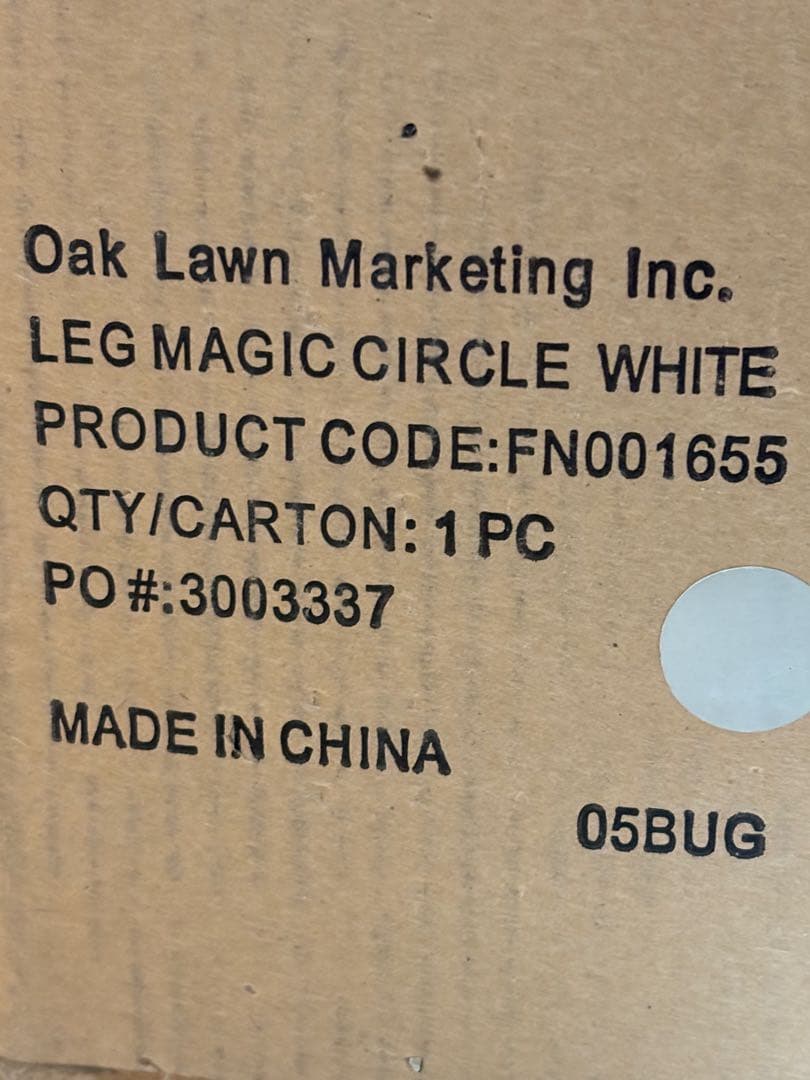 Oak Lawn Marketing Inc.
LEG MAGIC CIRCLE WHITE
PRODUCT CODE:FN001655
QTY/CARTON: 1 PC
PO #:3003337
MADE IN CHINA
05BUG